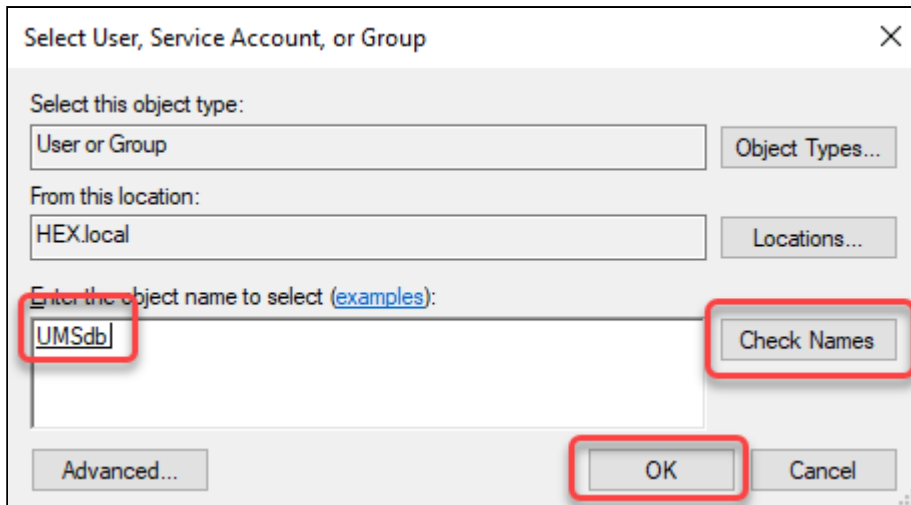 Select User, Service Account, or Group
Select this object type:
User or Group
Object Types...
From this location:
HEX.local
Locations...
Enter the object name to select (examples):
UMSdb
Check Names
Advanced...
OK
Cancel